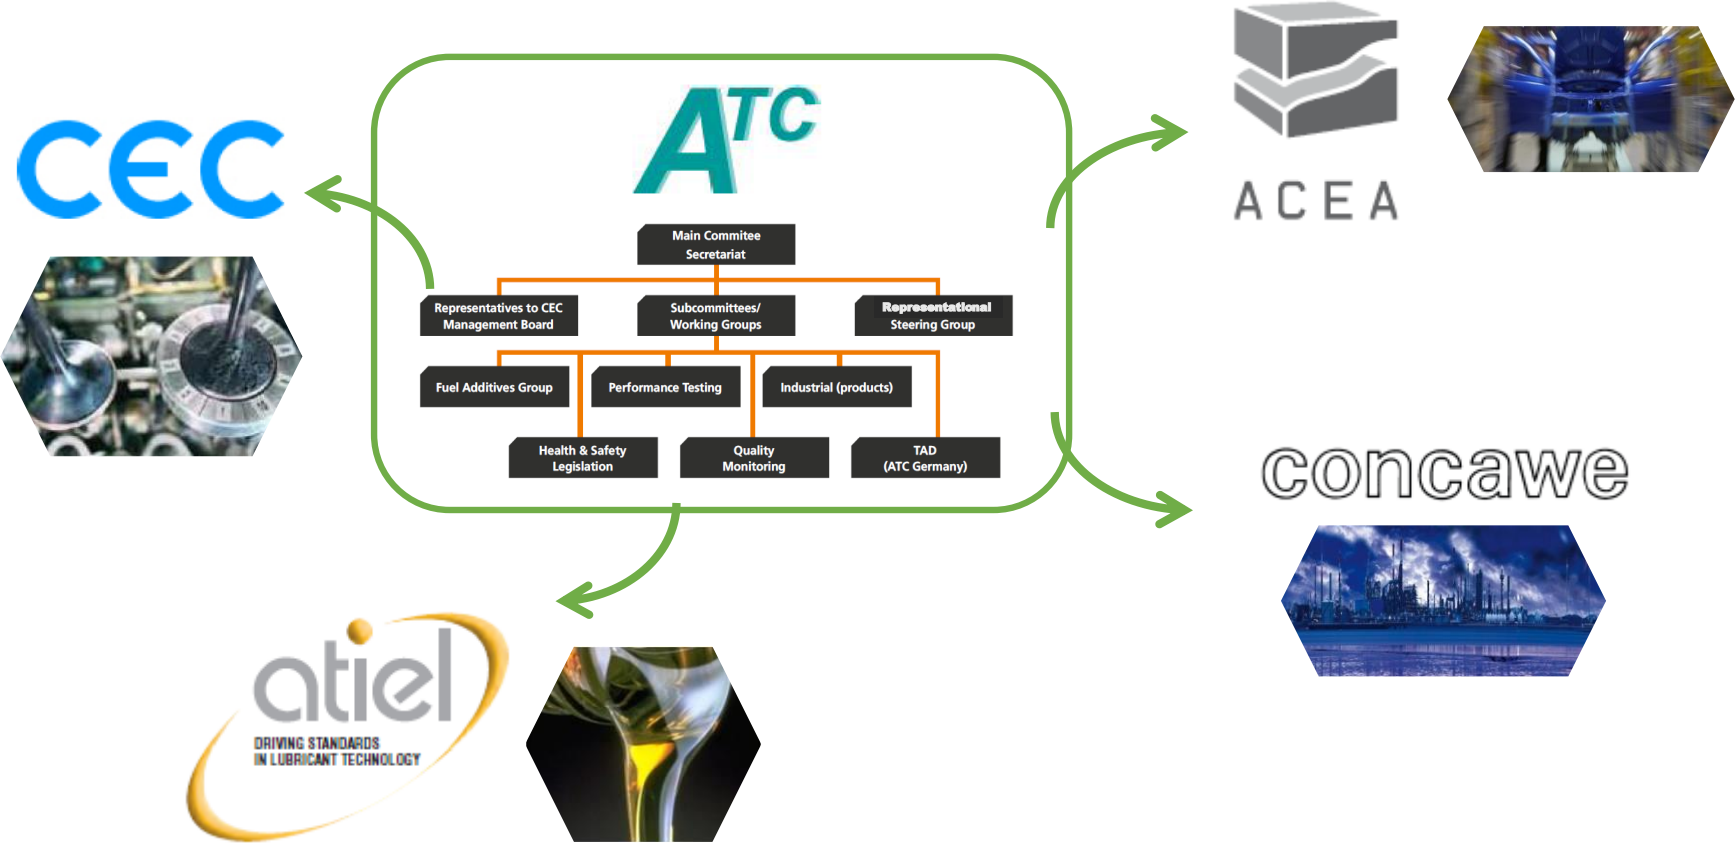 CEC
ATC
ACEA
Main Commitee
Secretariat
Representatives to CEC
Management Board
Subcommittees/
Working Groups
Representational
Steering Group
Fuel Additives Group
Performance Testing
Industrial (products)
Health & Safety
Legislation
Quality
Monitoring
TAD
(ATC Germany)
concawe
atiel
DRIVING STANDARDS
IN LUBRICANT TECHNOLOGY